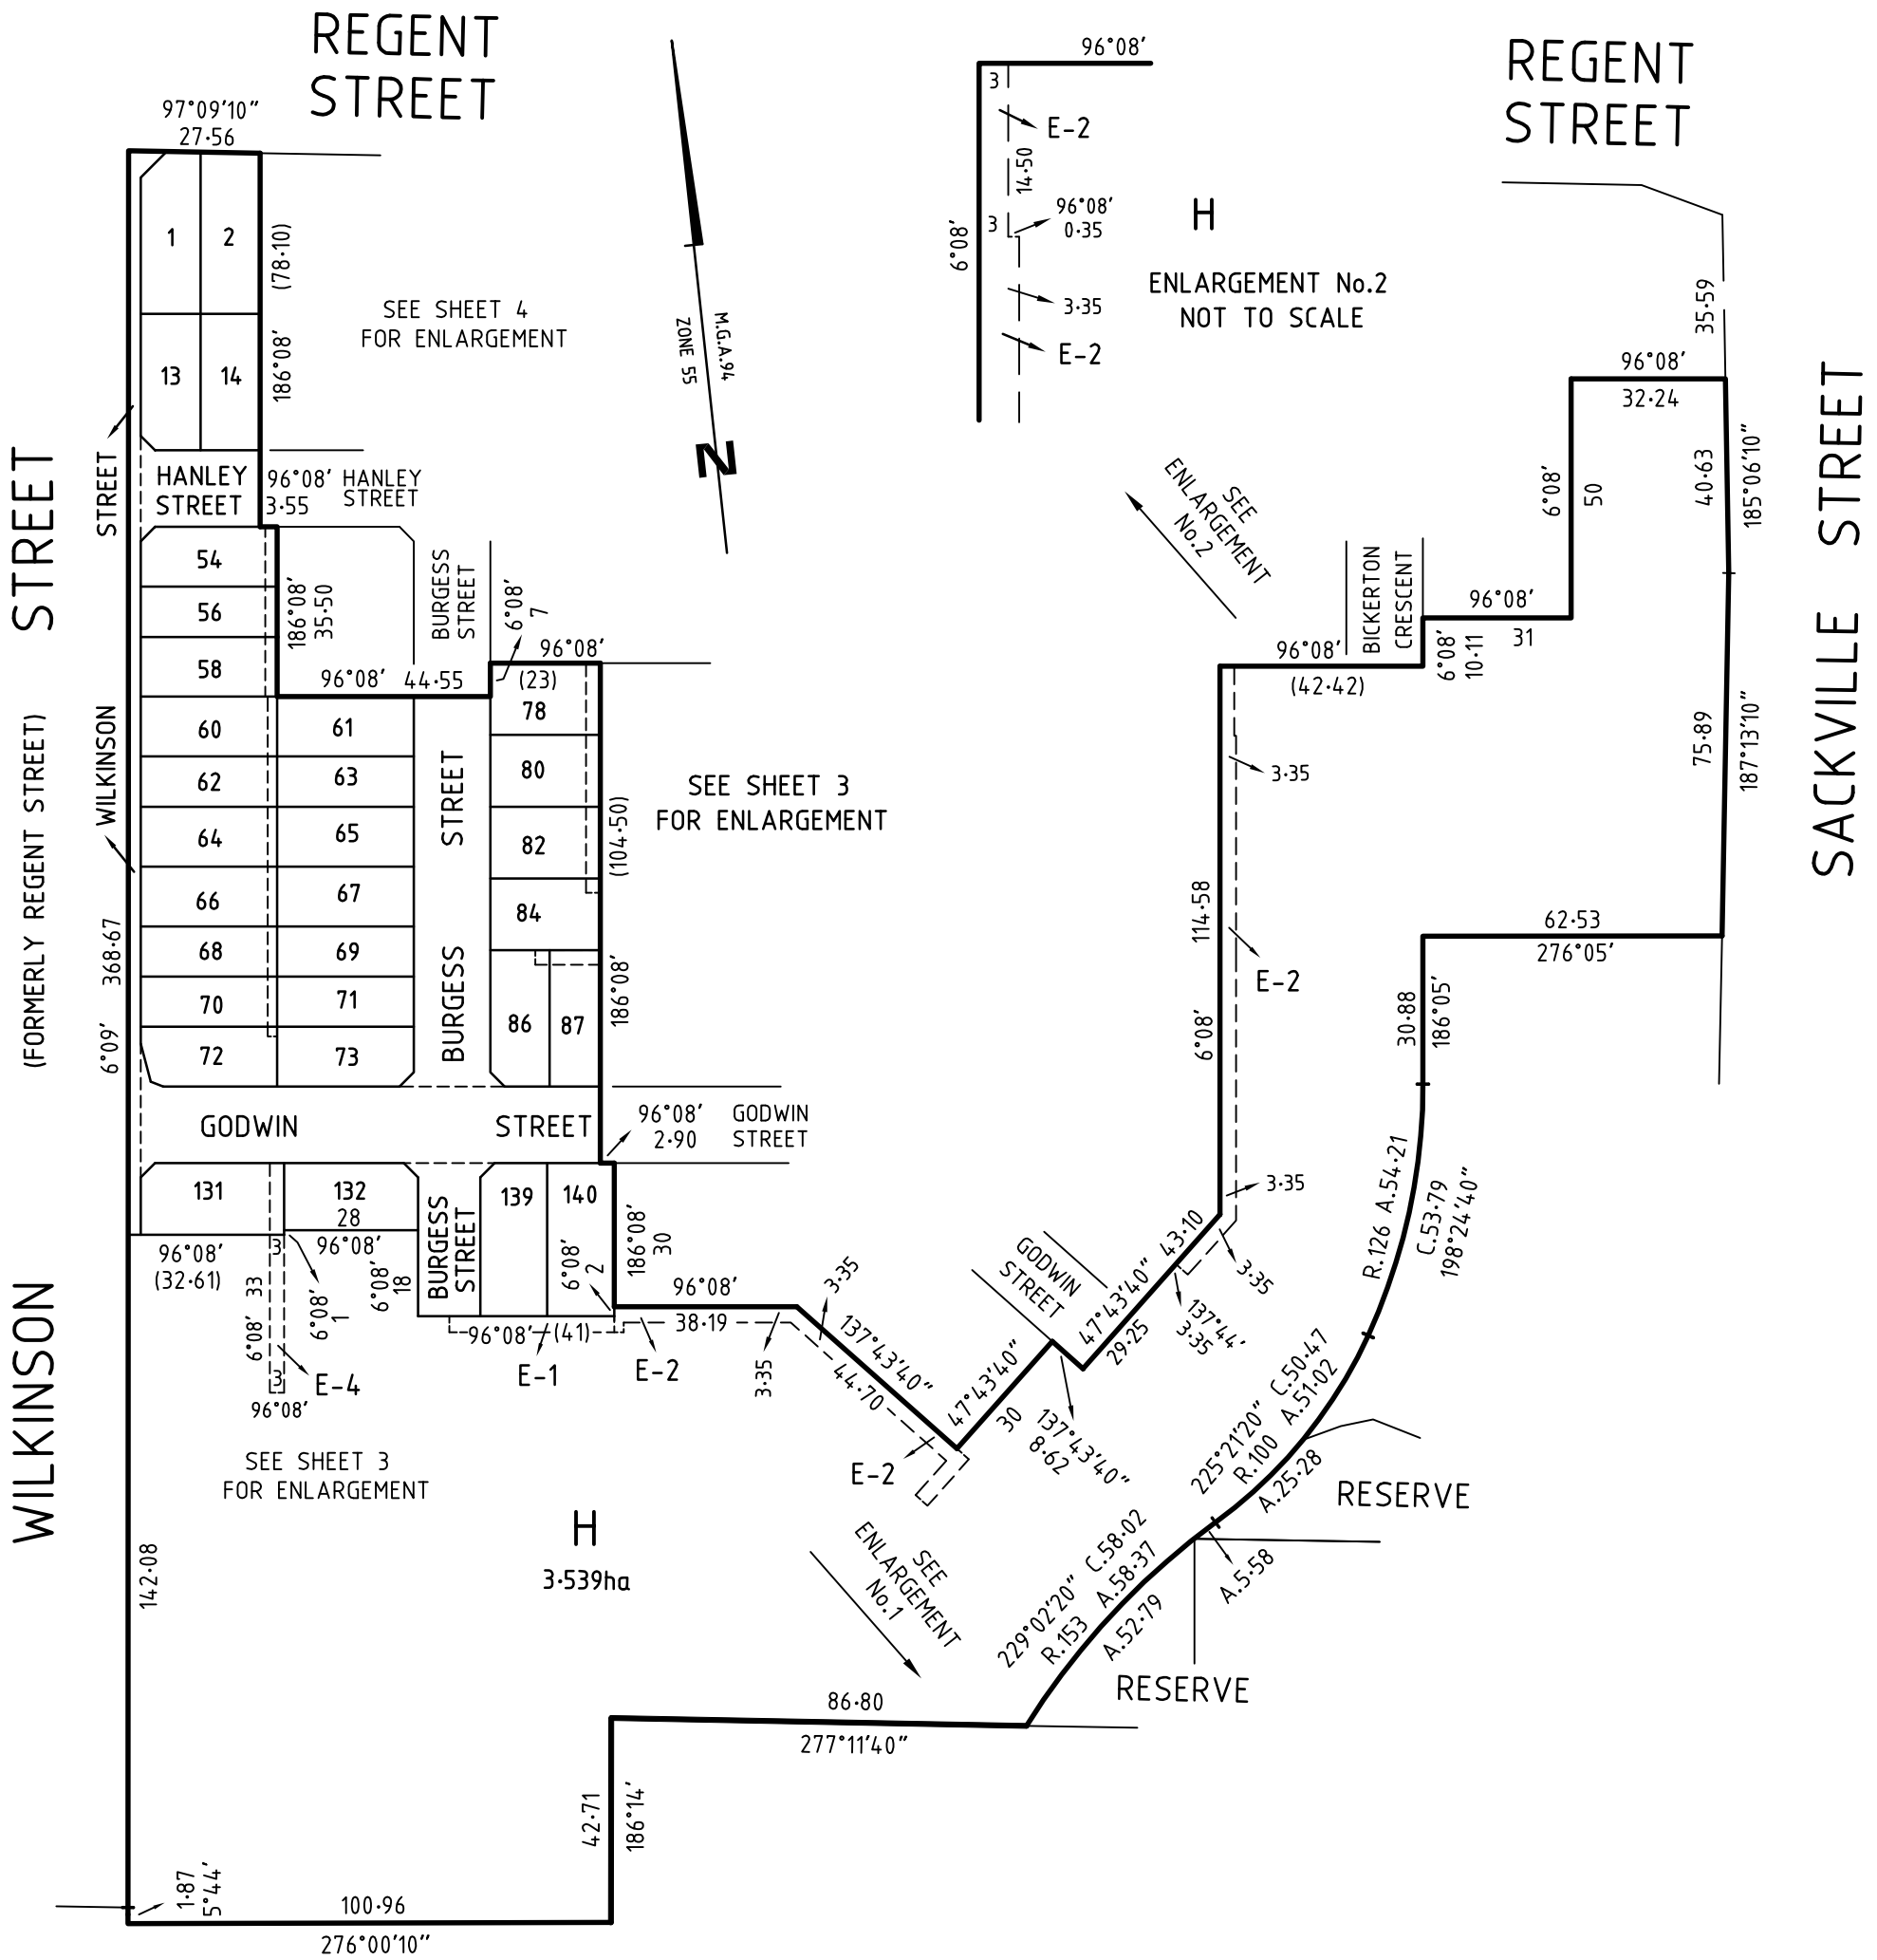 REGENT
STREET
97°09'10"
27·56
1
2
(78·10)
186°08'
13
14
SEE SHEET 4
FOR ENLARGEMENT
M.G.A.94
ZONE 55
N
96°08'
3
E-2
14·50
3
96°08'
0·35
6°08'
3·35
E-2
H
ENLARGEMENT No.2
NOT TO SCALE
REGENT
STREET
35·59
96°08'
32·24
6°08'
50
40·63
185°06'10"
SACKVILLE STREET
SEE
ENLARGEMENT
No.2
BICKERTON
CRESCENT
96°08'
31
6°08'
10·11
96°08'
(42·42)
75·89
187°13'10"
3·35
114·58
E-2
6°08'
62·53
276°05'
30·88
186°05'
3·35
WILKINSON STREET
(FORMERLY REGENT STREET)
WILKINSON STREET
368·67
6°09'
HANLEY
STREET
96°08'
3·55
HANLEY
STREET
54
56
58
186°08'
35·50
BURGESS
STREET
6°08'
7
96°08'
(23)
96°08' 44·55
60
61
62
63
64
65
66
67
68
69
70
71
72
73
BURGESS STREET
78
80
82
84
86
87
(104·50)
186°08'
SEE SHEET 3
FOR ENLARGEMENT
GODWIN STREET
96°08'
2·90
GODWIN
STREET
131
132
28
96°08'
(32·61)
96°08'
3
33
6°08'
3
96°08'
E-4
6°08'
1
6°08'
18
BURGESS
STREET
139
140
6°08'
2
186°08'
30
96°08' (41)
E-1
E-2
96°08'
38·19
3·35
3·35
137°43'40"
44·70
E-2
47°43'40"
30
137°43'40"
8·62
GODWIN
STREET
47°43'40" 43·10
29·25
137°44'
3·35
3·35
R.126 A.54·21
C.53·79
198°24'40"
225°21'20" C.50·47
R.100 A.51·02
A.25·28
RESERVE
A.5·58
229°02'20" C.58·02
R.153 A.58·37
A.52·79
RESERVE
SEE SHEET 3
FOR ENLARGEMENT
H
3·539ha
SEE
ENLARGEMENT
No.1
142·08
86·80
277°11'40"
42·71
186°14'
1·87
5°44'
100·96
276°00'10"